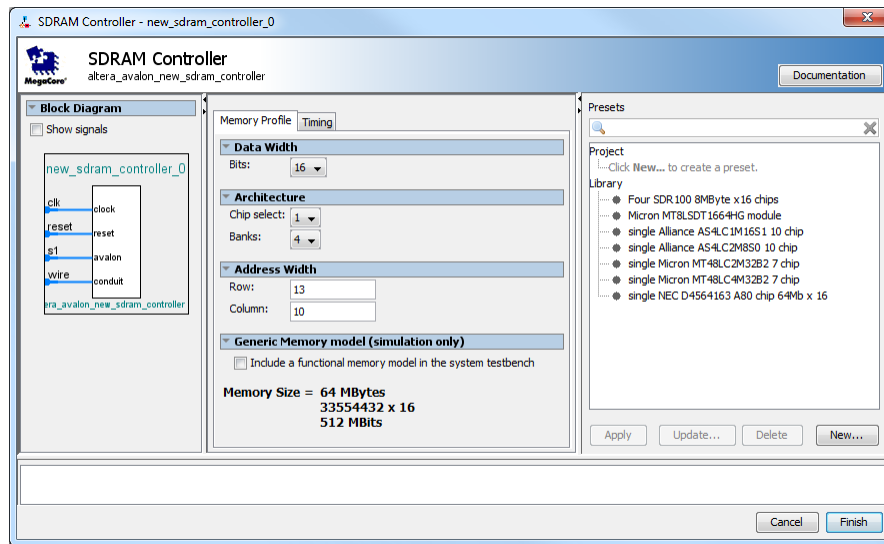 SDRAM Controller - new_sdram_controller_0
MegaCore®
SDRAM Controller
altera_avalon_new_sdram_controller
Documentation
Block Diagram
Show signals
new_sdram_controller_0
clk
clock
reset
reset
s1
avalon
wire
conduit
era_avalon_new_sdram_controller
Memory Profile
Timing
Data Width
Bits:
16
Architecture
Chip select:
1
Banks:
4
Address Width
Row:
13
Column:
10
Generic Memory model (simulation only)
Include a functional memory model in the system testbench
Memory Size = 64 MBytes
33554432 x 16
512 MBits
Presets
Project
Click New... to create a preset.
Library
Four SDR100 8MByte x16 chips
Micron MT8LSDT1664HG module
single Alliance AS4LC1M16S1 10 chip
single Alliance AS4LC2M8S0 10 chip
single Micron MT48LC2M32B2 7 chip
single Micron MT48LC4M32B2 7 chip
single NEC D4564163 A80 chip 64Mb x 16
Apply
Update...
Delete
New...
Cancel
Finish